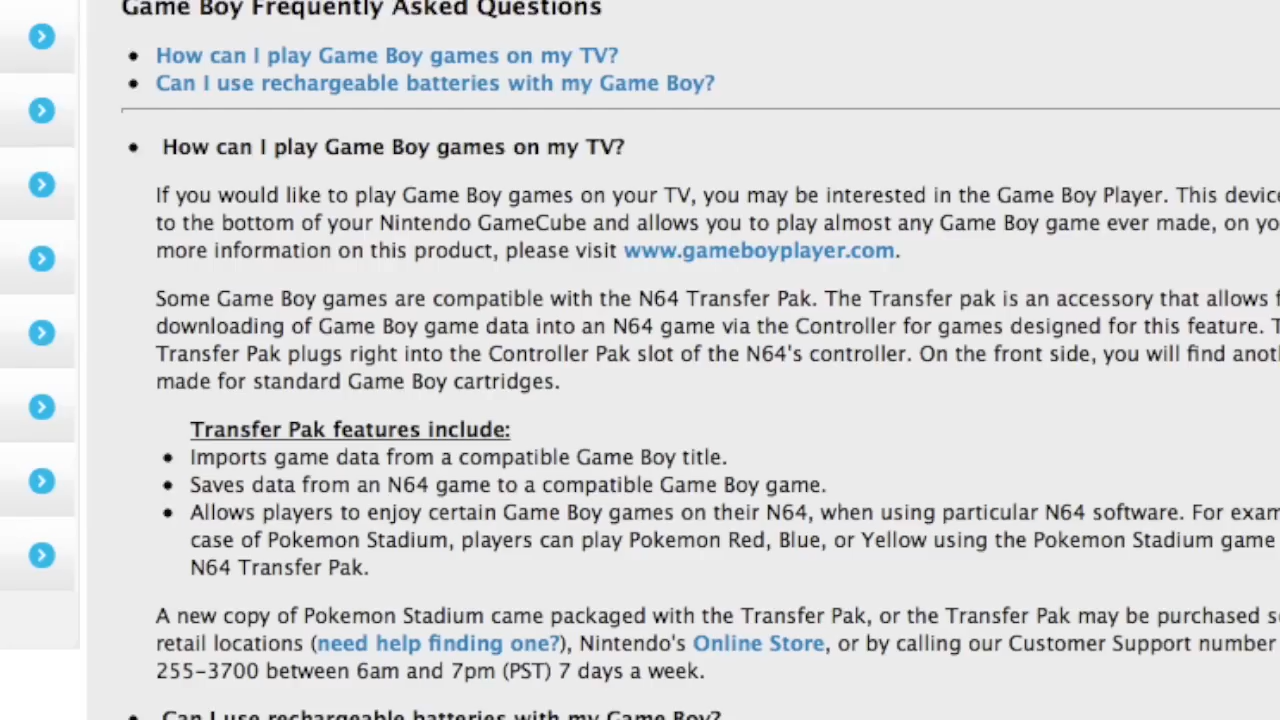 Game Boy Frequently Asked Questions
• How can I play Game Boy games on my TV?
• Can I use rechargeable batteries with my Game Boy?
• How can I play Game Boy games on my TV?
If you would like to play Game Boy games on your TV, you may be interested in the Game Boy Player. This device
to the bottom of your Nintendo GameCube and allows you to play almost any Game Boy game ever made, on
more information on this product, please visit www.gameboyplayer.com.
Some Game Boy games are compatible with the N64 Transfer Pak. The Transfer pak is an accessory that allows
downloading of Game Boy game data into an N64 game via the Controller for games designed for this feature.
Transfer Pak plugs right into the Controller Pak slot of the N64's controller. On the front side, you will find
made for standard Game Boy cartridges.
Transfer Pak features include:
• Imports game data from a compatible Game Boy title.
• Saves data from an N64 game to a compatible Game Boy game.
• Allows players to enjoy certain Game Boy games on their N64, when using particular N64 software. For
case of Pokemon Stadium, players can play Pokemon Red, Blue, or Yellow using the Pokemon Stadium game
N64 Transfer Pak.
A new copy of Pokemon Stadium came packaged with the Transfer Pak, or the Transfer Pak may be purchased
retail locations (need help finding one?), Nintendo's Online Store, or by calling our Customer Support number
255-3700 between 6am and 7pm (PST) 7 days a week.
• Can I use rechargeable batteries with my Game Boy?